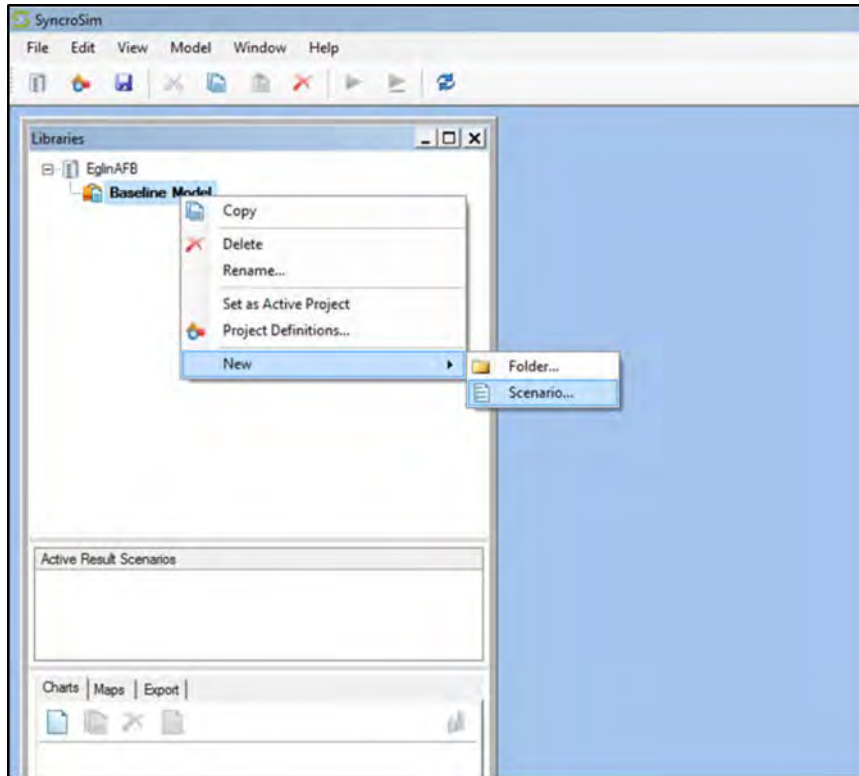 SyncroSim
File Edit View Model Window Help
Libraries
EglinAFB
Baseline Model
Copy
Delete
Rename...
Set as Active Project
Project Definitions...
New
Folder...
Scenario...
Active Result Scenarios
Charts Maps Export